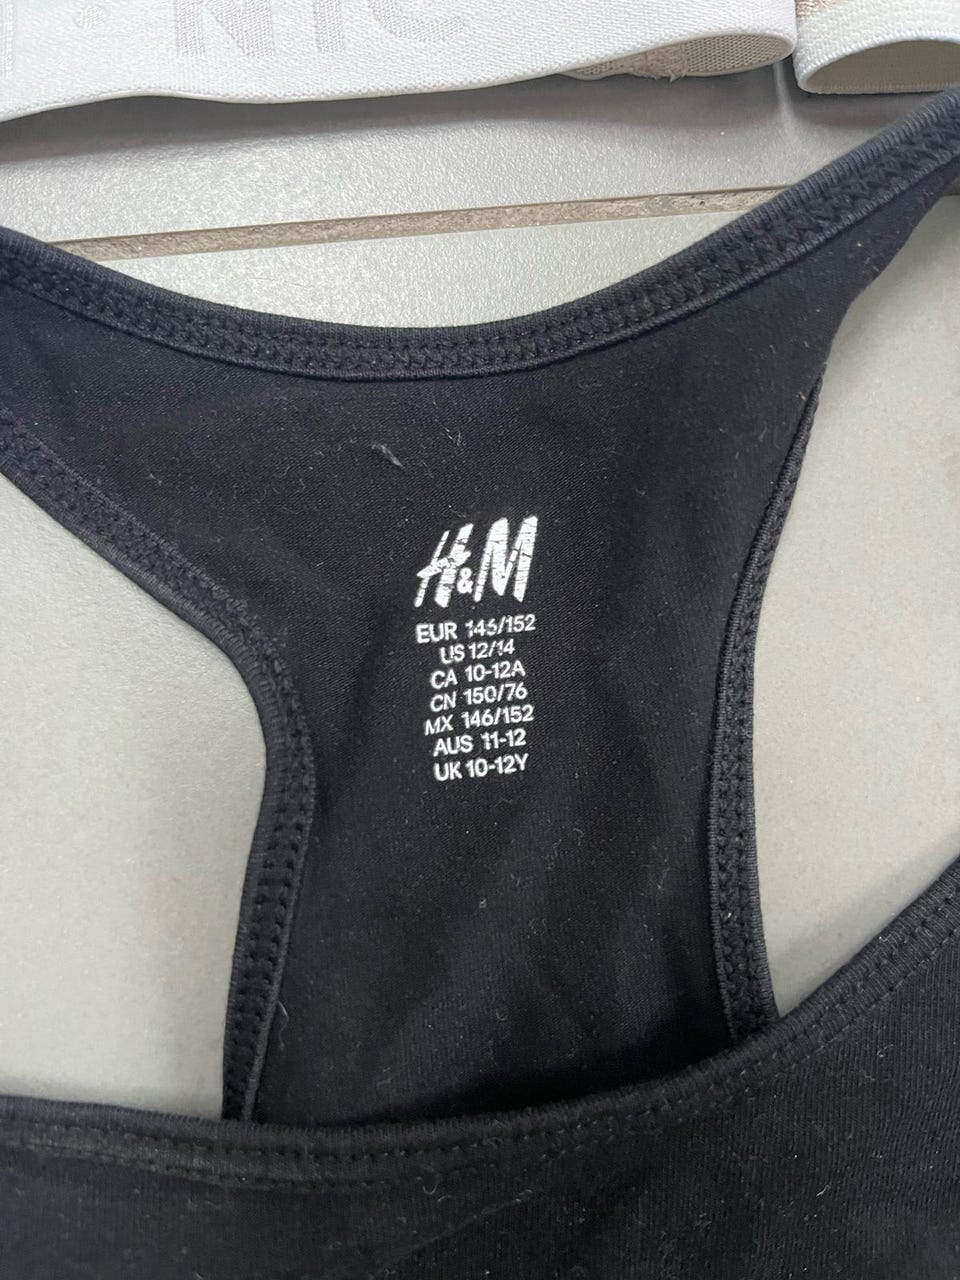 NIC
H&M
EUR 146/152
US 12/14
CA 10-12A
CN 150/76
MX 146/152
AUS 11-12
UK 10-12Y